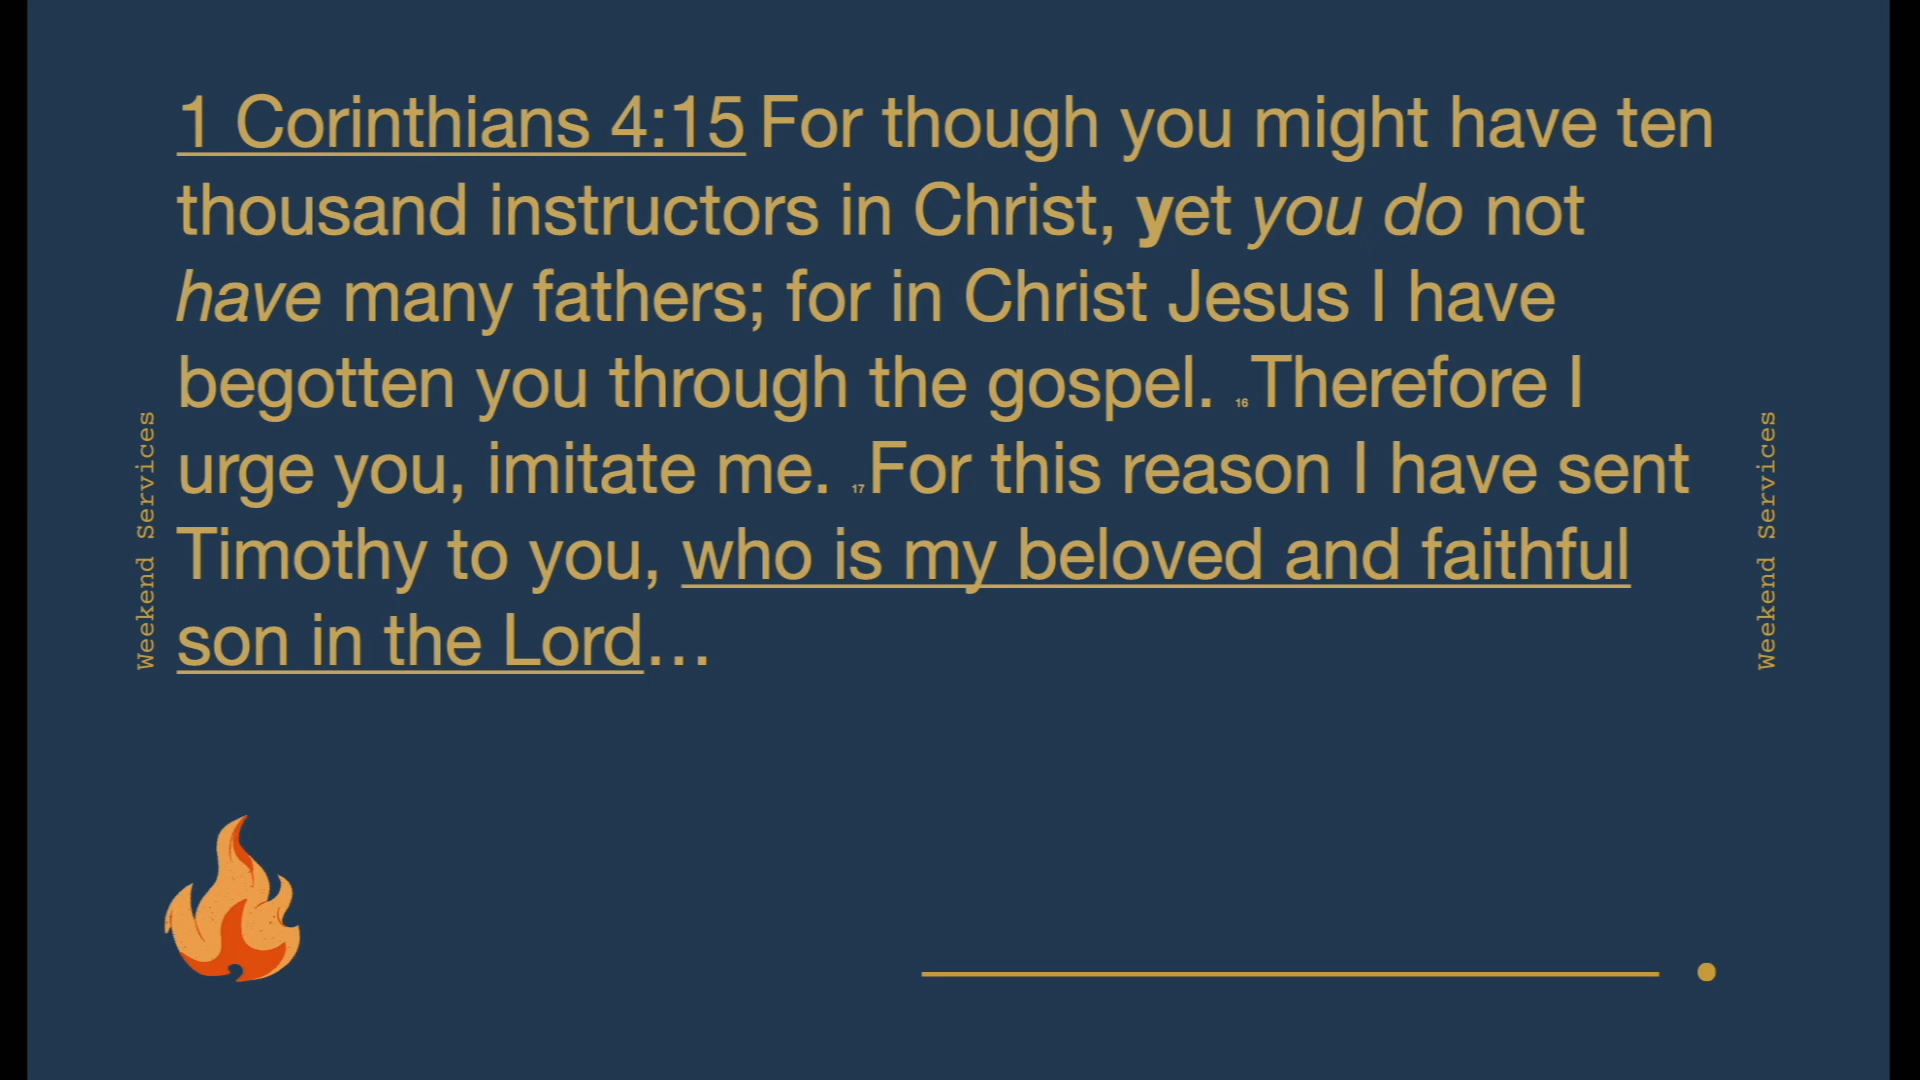 1 Corinthians 4:15 For though you might have ten
thousand instructors in Christ, yet you do not
have many fathers; for in Christ Jesus I have
begotten you through the gospel. 16 Therefore I
urge you, imitate me. 17 For this reason I have sent
Timothy to you, who is my beloved and faithful
son in the Lord…
Weekend Services
Weekend Services